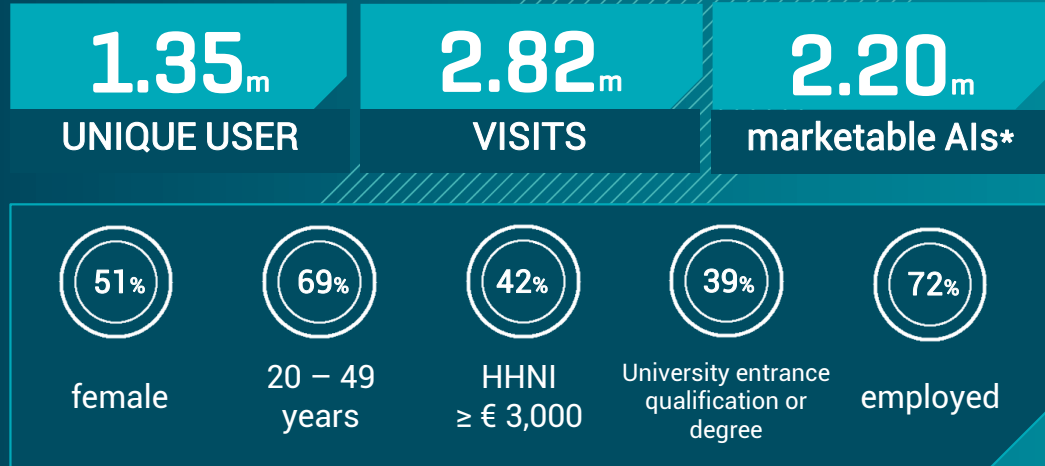 1.35m
2.82m
2.20m
UNIQUE USER
VISITS
marketable AIs*
51%
69%
42%
39%
72%
female
20 – 49
years
HHNI
≥ € 3,000
University entrance
qualification or
degree
employed